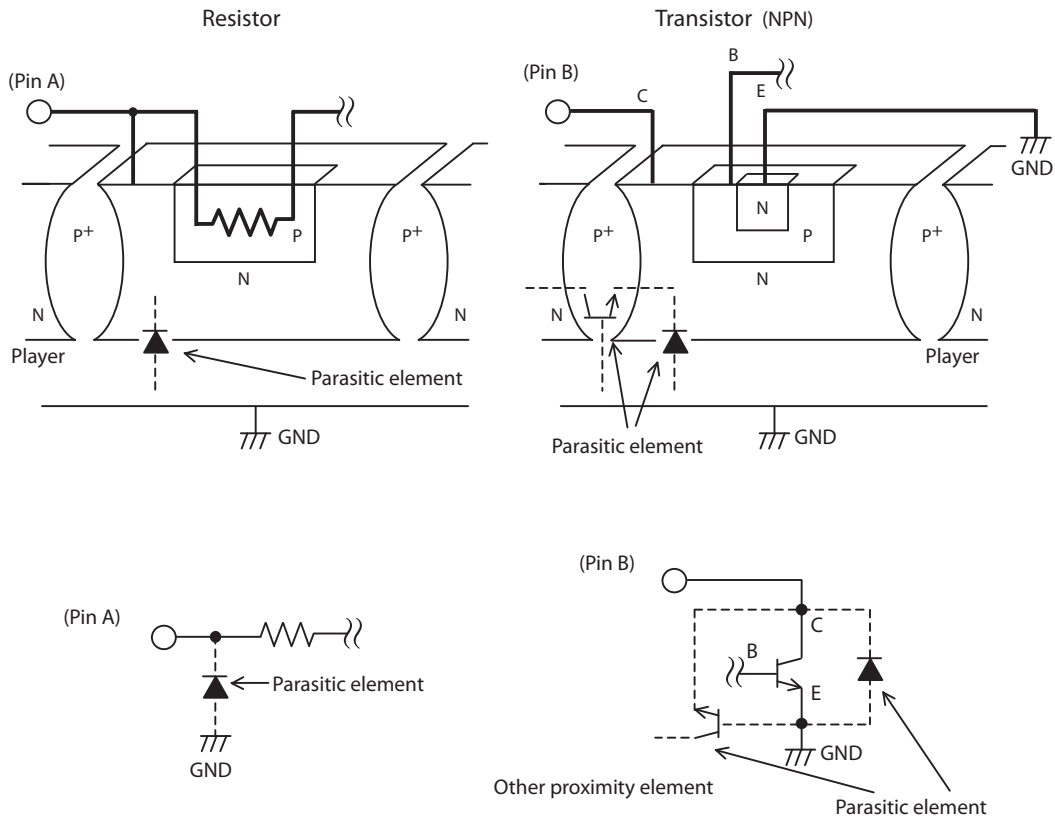 Resistor
Transistor (NPN)
(Pin A)
(Pin B)
C
B
E
GND
P+
P
P+
N
N
N
Player
Parasitic element
GND
P+
N
P
P+
N
N
N
Player
Parasitic element
GND
(Pin A)
Parasitic element
GND
(Pin B)
C
B
E
GND
Other proximity element
Parasitic element